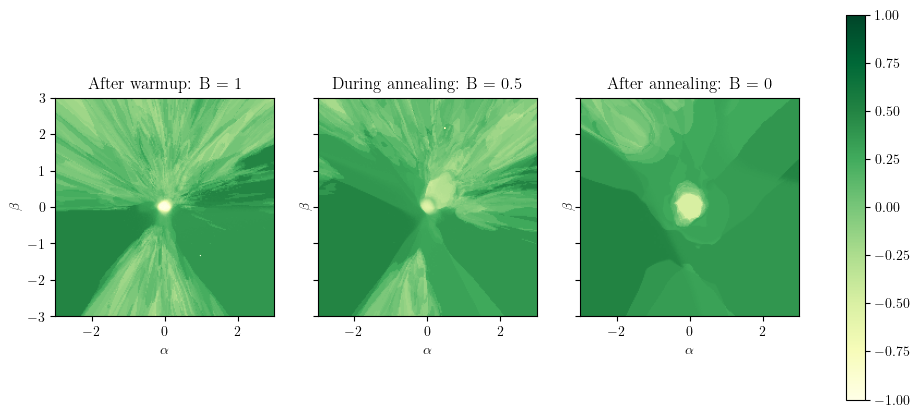 After warmup: B = 1
During annealing: B = 0.5
After annealing: B = 0
3
2
1
0
−1
−2
−3
β
β
β
−2
0
2
−2
0
2
−2
0
2
α
α
α
1.00
0.75
0.50
0.25
0.00
−0.25
−0.50
−0.75
−1.00